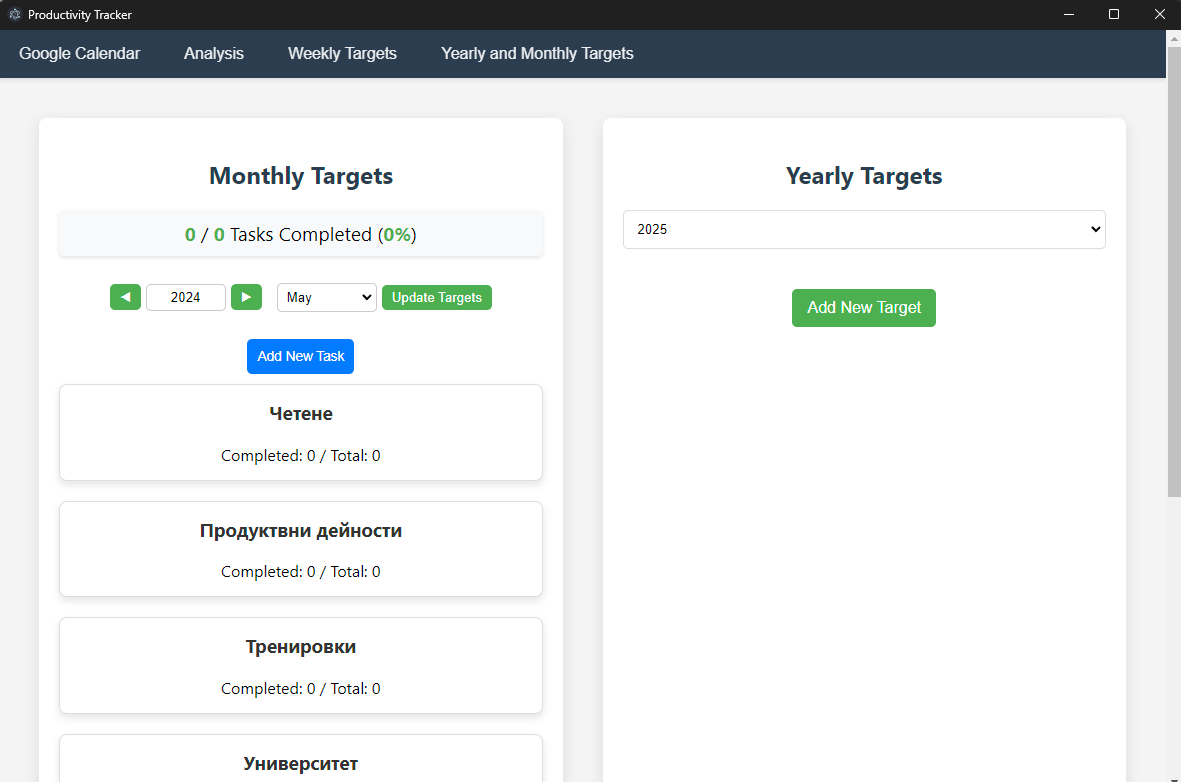 Productivity Tracker
Google Calendar Analysis Weekly Targets Yearly and Monthly Targets
Monthly Targets
0 / 0 Tasks Completed (0%)
◀ 2024 ▶ May Update Targets
Add New Task
Четене
Completed: 0 / Total: 0
Продуктвни дейности
Completed: 0 / Total: 0
Тренировки
Completed: 0 / Total: 0
Университет
Yearly Targets
2025
Add New Target